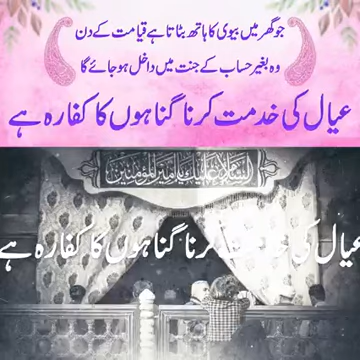 جو گھر میں بیوی کا ہاتھ بٹاتا ہے قیامت کے دن
وہ بغیر حساب کے جنت میں داخل ہو جائے گا
عیال کی خدمت کرنا گناہوں کا کفارہ ہے
السلام علیک یا امیرالمؤمنین
عیال کی خدمت کرنا گناہوں کا کفارہ ہے